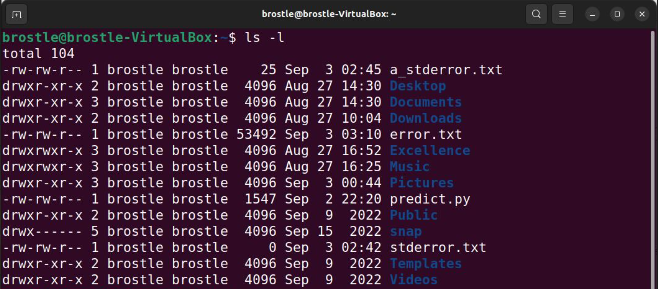 brostle@brostle-VirtualBox: ~
brostle@brostle-VirtualBox:~$ ls -l
total 104
-rw-rw-r-- 1 brostle brostle    25 Sep  3 02:45 a_stderror.txt
drwxr-xr-x 2 brostle brostle  4096 Aug 27 14:30 Desktop
drwxr-xr-x 3 brostle brostle  4096 Aug 27 14:30 Documents
drwxr-xr-x 2 brostle brostle  4096 Aug 27 10:04 Downloads
-rw-rw-r-- 1 brostle brostle 53492 Sep  3 03:10 error.txt
drwxrwxr-x 3 brostle brostle  4096 Aug 27 16:52 Excellence
drwxrwxr-x 3 brostle brostle  4096 Aug 27 16:25 Music
drwxr-xr-x 3 brostle brostle  4096 Sep  3 00:44 Pictures
-rw-rw-r-- 1 brostle brostle  1547 Sep  2 22:20 predict.py
drwxr-xr-x 2 brostle brostle  4096 Sep  9  2022 Public
drwx------ 5 brostle brostle  4096 Sep 15  2022 snap
-rw-rw-r-- 1 brostle brostle     0 Sep  3 02:42 stderror.txt
drwxr-xr-x 2 brostle brostle  4096 Sep  9  2022 Templates
drwxr-xr-x 2 brostle brostle  4096 Sep  9  2022 Videos